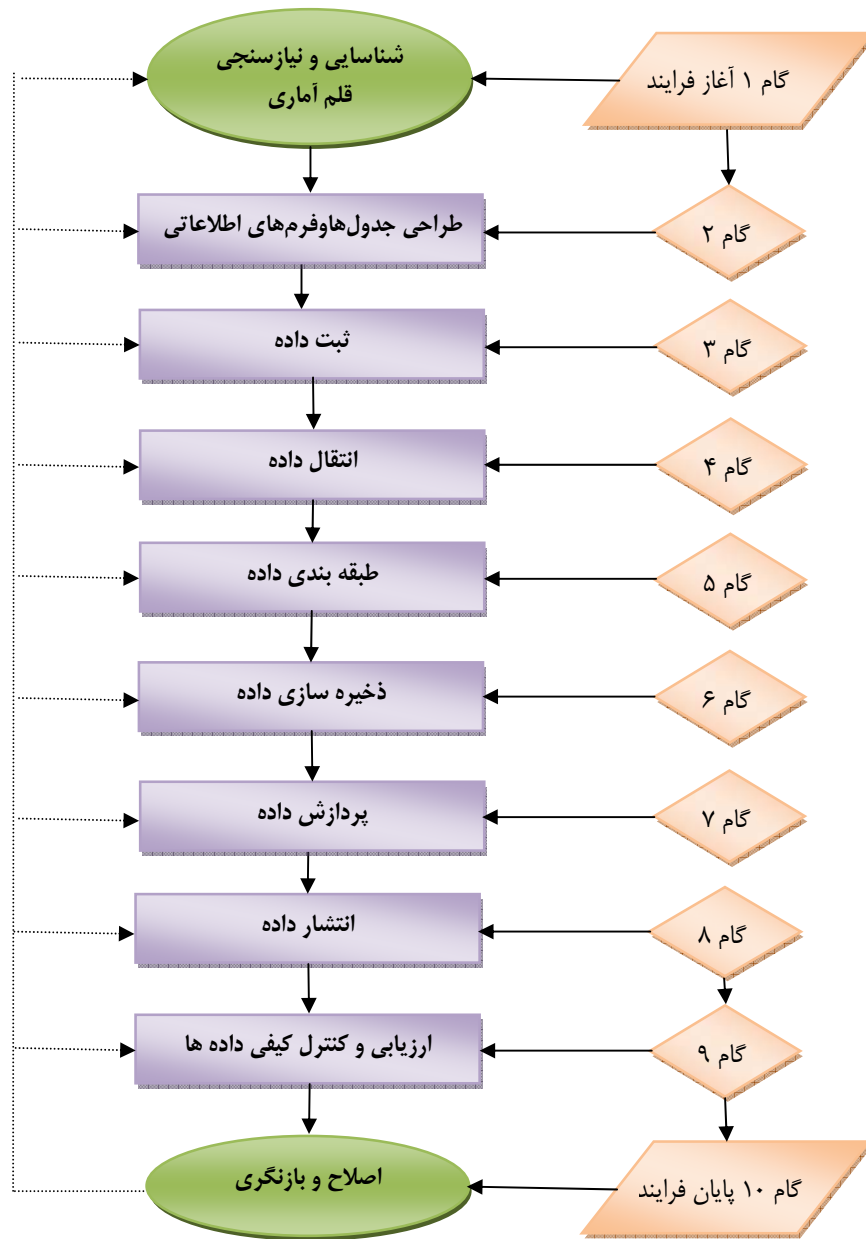 گام ۱ آغاز فرایند
شناسایی و نیازسنجی
قلم آماری
گام ۲
طراحی جدول‌هاوفرم‌های اطلاعاتی
گام ۳
ثبت داده
گام ۴
انتقال داده
گام ۵
طبقه بندی داده
گام ۶
ذخیره سازی داده
گام ۷
پردازش داده
گام ۸
انتشار داده
گام ۹
ارزیابی و کنترل کیفی داده ها
گام ۱۰ پایان فرایند
اصلاح و بازنگری